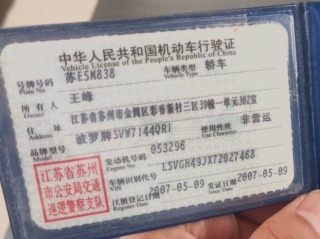 中华人民共和国机动车行驶证
Vehicle License of the People's Republic of China
号牌号码 苏E5M838 车辆类型 轿车
Plate No. Vehicle Type
所有人 王峰
Owner
住址 江苏省苏州市金阊区彩香新村三区39幢一单元302室
Address
品牌型号 波罗牌SVW7144QRI 使用性质 非营运
Model Use Character
发动机号码 053296
Engine No.
江苏省苏州
市公安局交通
巡逻警察支队
车辆识别代号 LSVGH49JX72027468
VIN
注册登记日期 2007-05-09 发证日期 2007-05-09
Register Date Issue Date